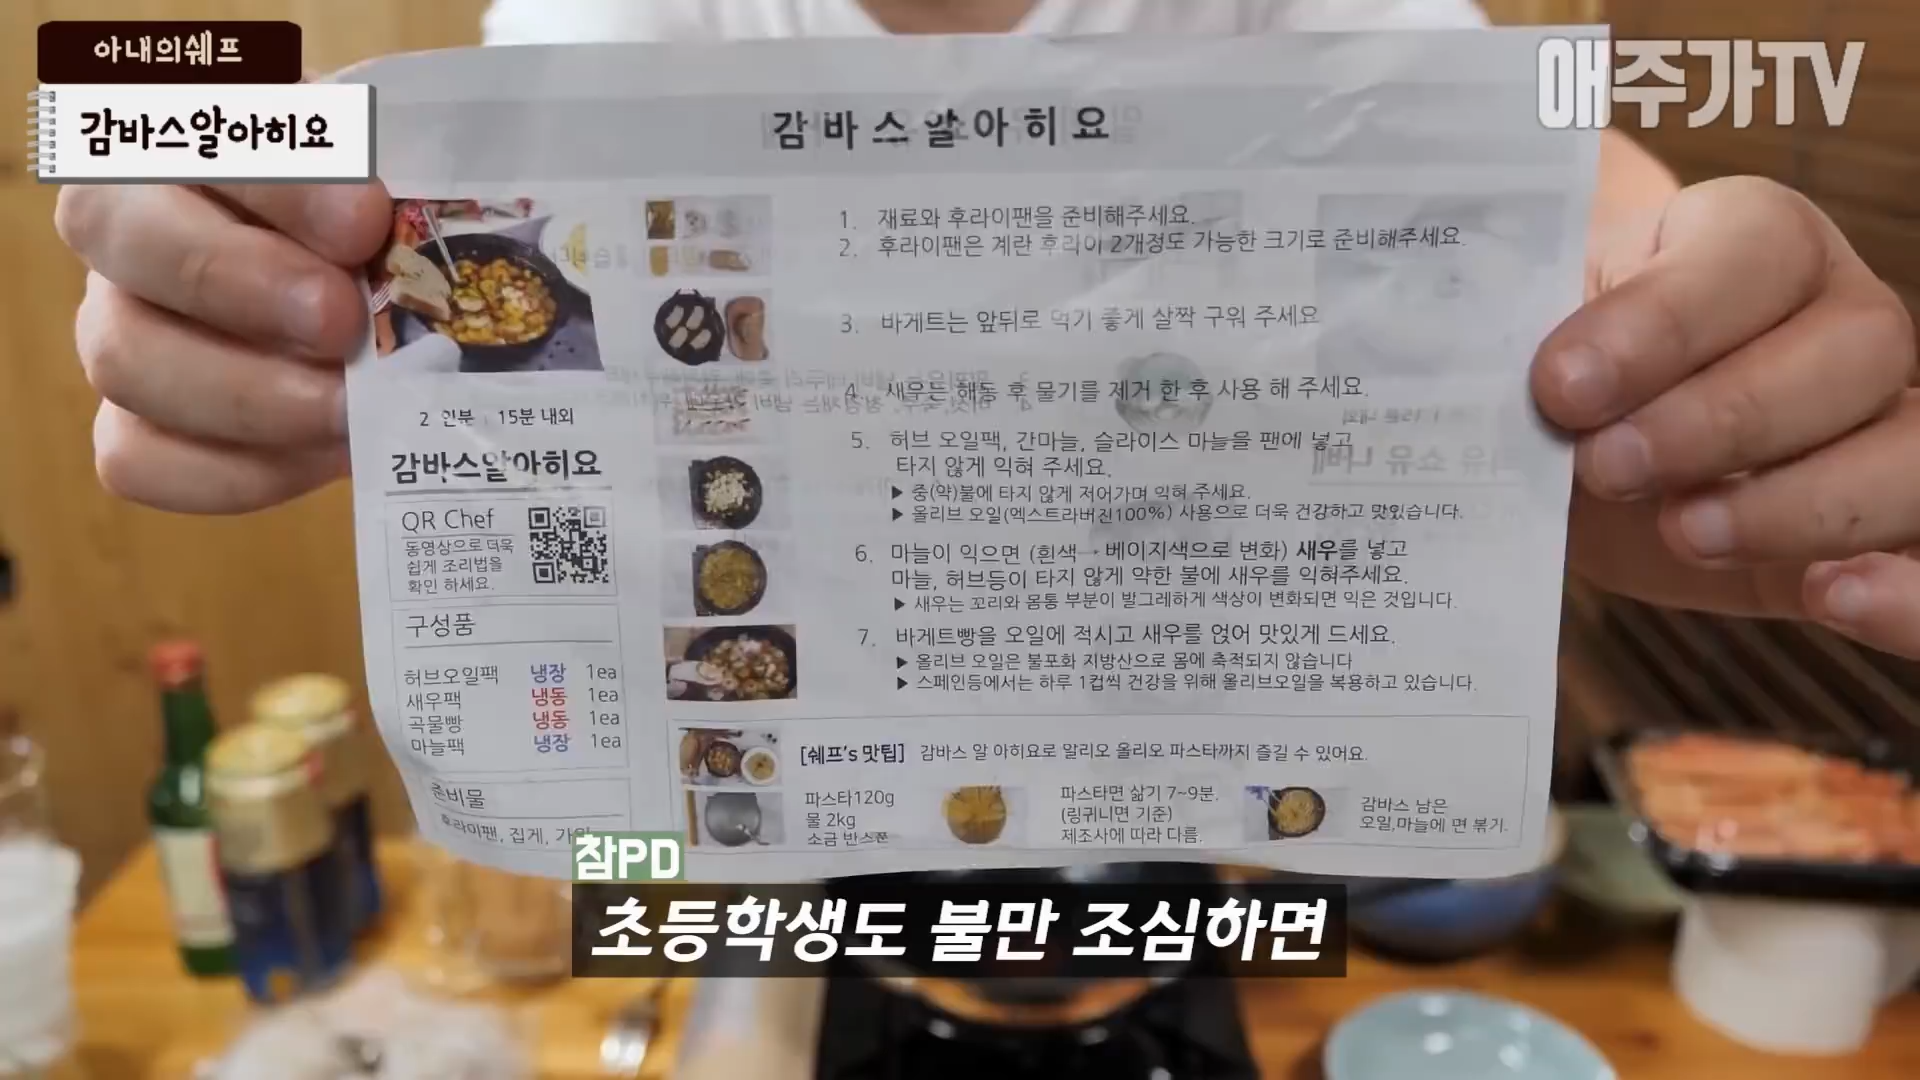 아내의쉐프
감바스알아히요
애주가TV
감바스알아히요
2 인분 15분 내외
감바스알아히요
QR Chef
동영상으로 더욱
쉽게 조리법을
확인 하세요.
구성품
허브오일팩 냉장 1ea
새우팩 냉동 1ea
곡물빵 냉동 1ea
마늘팩 냉장 1ea
준비물
후라이팬, 집게,
1. 재료와 후라이팬을 준비해주세요.
2. 후라이팬은 계란 후라이 2개정도 가능한 크기로 준비해주세요.
3. 바게트는 앞뒤로 먹기 좋게 살짝 구워 주세요
4. 새우는 해동 후 물기를 제거 한 후 사용 해 주세요.
5. 허브 오일팩, 간마늘, 슬라이스 마늘을 팬에 넣고
타지 않게 익혀 주세요.
▶ 중(약)불에 타지 않게 저어가며 익혀 주세요.
▶ 올리브 오일(엑스트라버진100%) 사용으로 더욱 건강하고 맛있습니다.
6. 마늘이 익으면 (흰색→ 베이지색으로 변화) 새우를 넣고
마늘, 허브등이 타지 않게 약한 불에 새우를 익혀주세요.
▶ 새우는 꼬리와 몸통 부분이 발그레하게 색상이 변화되면 익은 것입니다.
7. 바게트빵을 오일에 적시고 새우를 얹어 맛있게 드세요.
▶ 올리브 오일은 불포화 지방산으로 몸에 축적되지 않습니다
▶ 스페인등에서는 하루 1컵씩 건강을 위해 올리브오일을 복용하고 있습니다.
[쉐프's 맛팁] 감바스 알 아히요로 알리오 올리오 파스타까지 즐길 수 있어요.
파스타120g
물 2kg
소금 반스푼
파스타면 삶기 7~9분.
(링귀니면 기준)
제조사에 따라 다름.
감바스 남은
오일,마늘에 면 볶기.
참PD
초등학생도 불만 조심하면